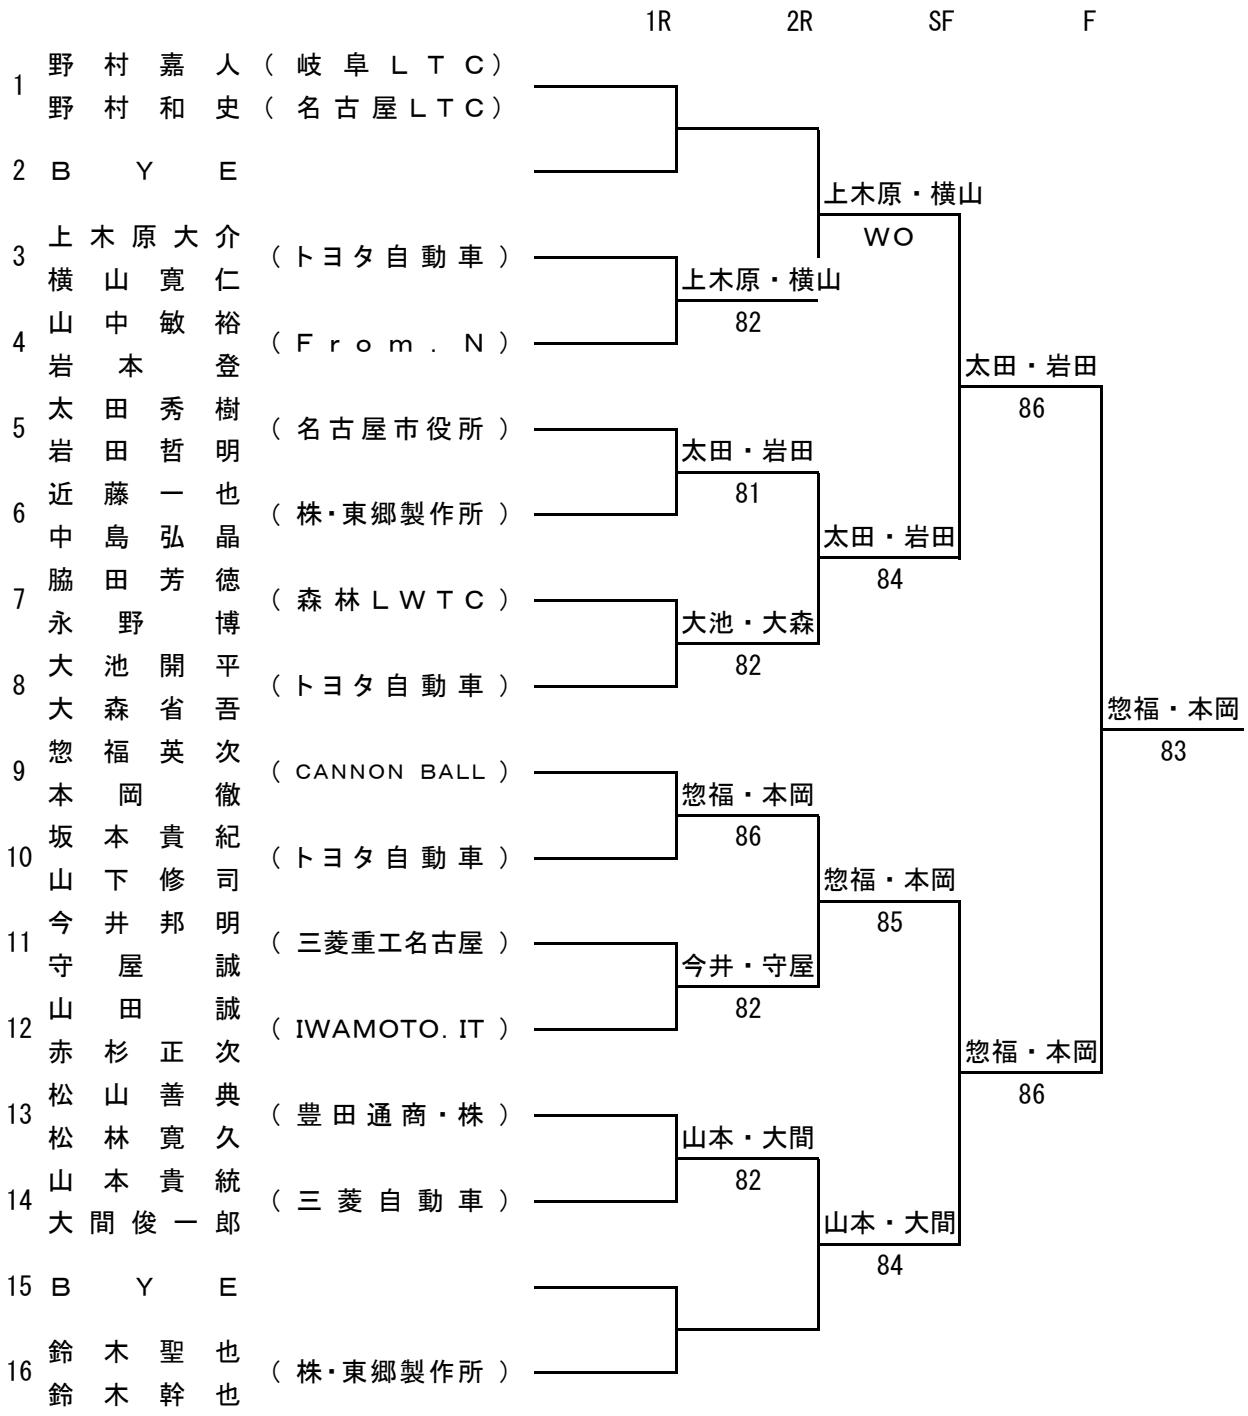 1R 2R SF F
野村嘉人(岐阜LTC)
1
野村和史(名古屋LTC)
2 BYE
上木原・横山
WO
上木原大介
3 (トヨタ自動車)
横山寛仁
上木原・横山
82
山中敏裕
4 (From.N)
岩本登
太田・岩田
86
太田秀樹
5 (名古屋市役所)
岩田哲明
太田・岩田
81
近藤一也
6 (株・東郷製作所)
中島弘晶
太田・岩田
84
脇田芳徳
7 (森林LWTC)
永野博
大池・大森
82
大池開平
8 (トヨタ自動車)
大森省吾
惣福・本岡
83
惣福英次
9 (CANNON BALL)
本岡徹
惣福・本岡
86
坂本貴紀
10 (トヨタ自動車)
山下修司
惣福・本岡
85
今井邦明
11 (三菱重工名古屋)
守屋誠
今井・守屋
82
山田誠
12 (IWAMOTO.IT)
赤杉正次
惣福・本岡
86
松山善典
13 (豊田通商・株)
松林寛久
山本・大間
82
山本貴統
14 (三菱自動車)
大間俊一郎
山本・大間
84
15 BYE
鈴木聖也
16 (株・東郷製作所)
鈴木幹也